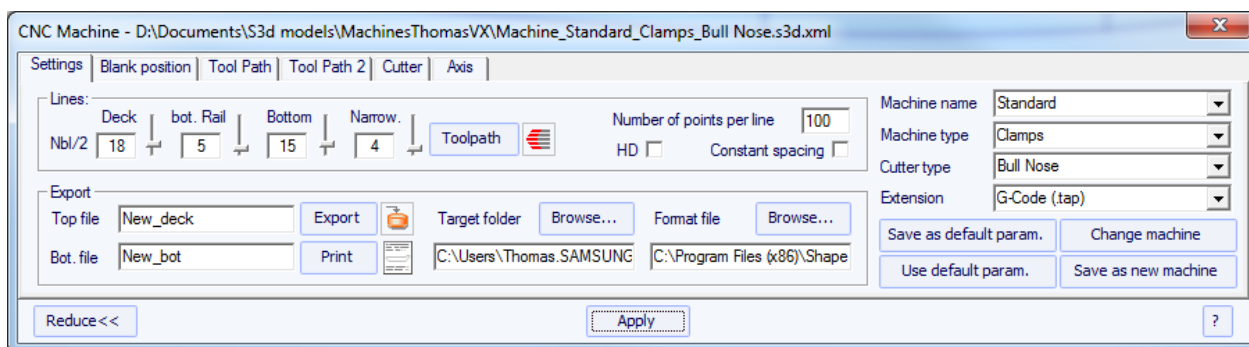 CNC Machine - D:\Documents\S3d models\MachinesThomasVX\Machine_Standard_Clamps_Bull Nose.s3d.xml
X
Settings Blank position Tool Path Tool Path 2 Cutter Axis
Lines:
Deck bot. Rail Bottom Narrow.
Nbl/2 18 5 15 4 Toolpath
Number of points per line 100
HD Constant spacing
Export
Top file New_deck Export Target folder Browse... Format file Browse...
Bot. file New_bot Print C:\Users\Thomas.SAMSUNG C:\Program Files (x86)\Shape
Machine name Standard
Machine type Clamps
Cutter type Bull Nose
Extension G-Code (.tap)
Save as default param. Change machine
Use default param. Save as new machine
Reduce<< Apply ?